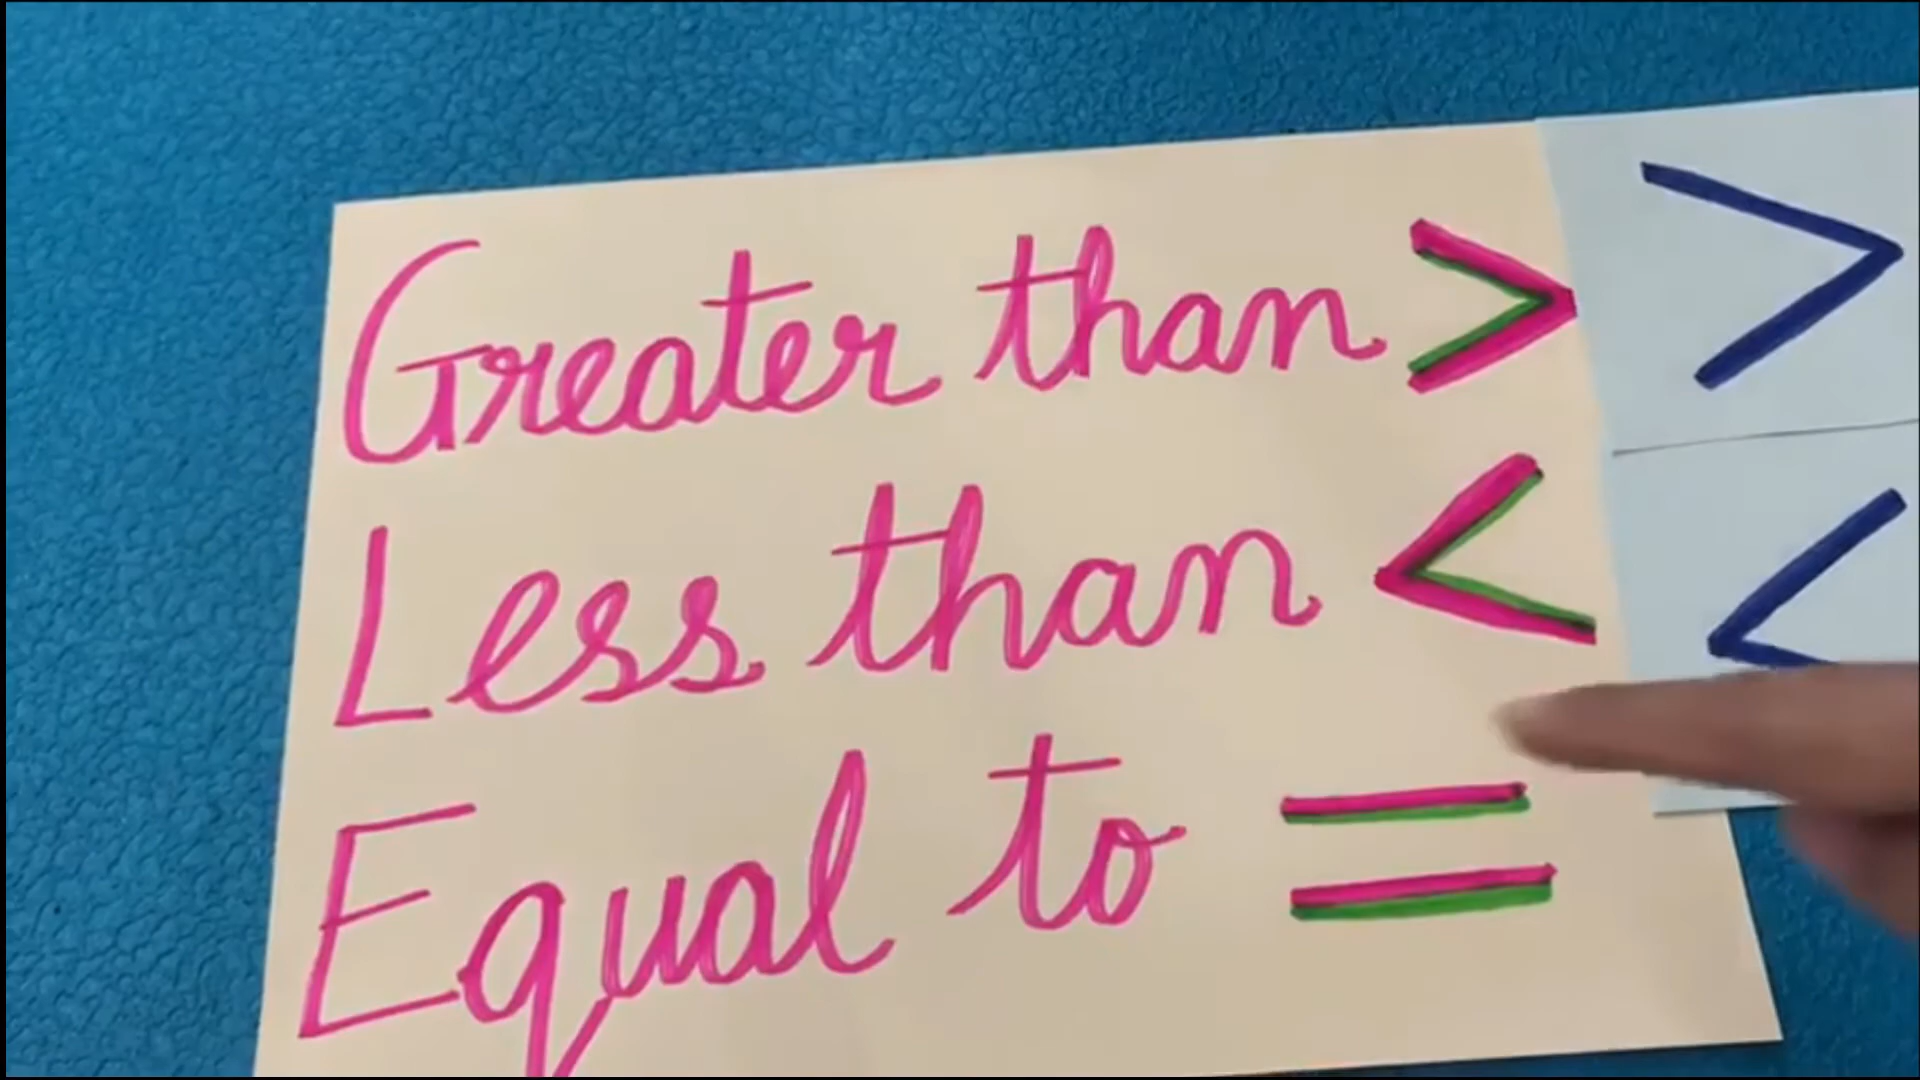 Greater than > >
Less than < <
Equal to =